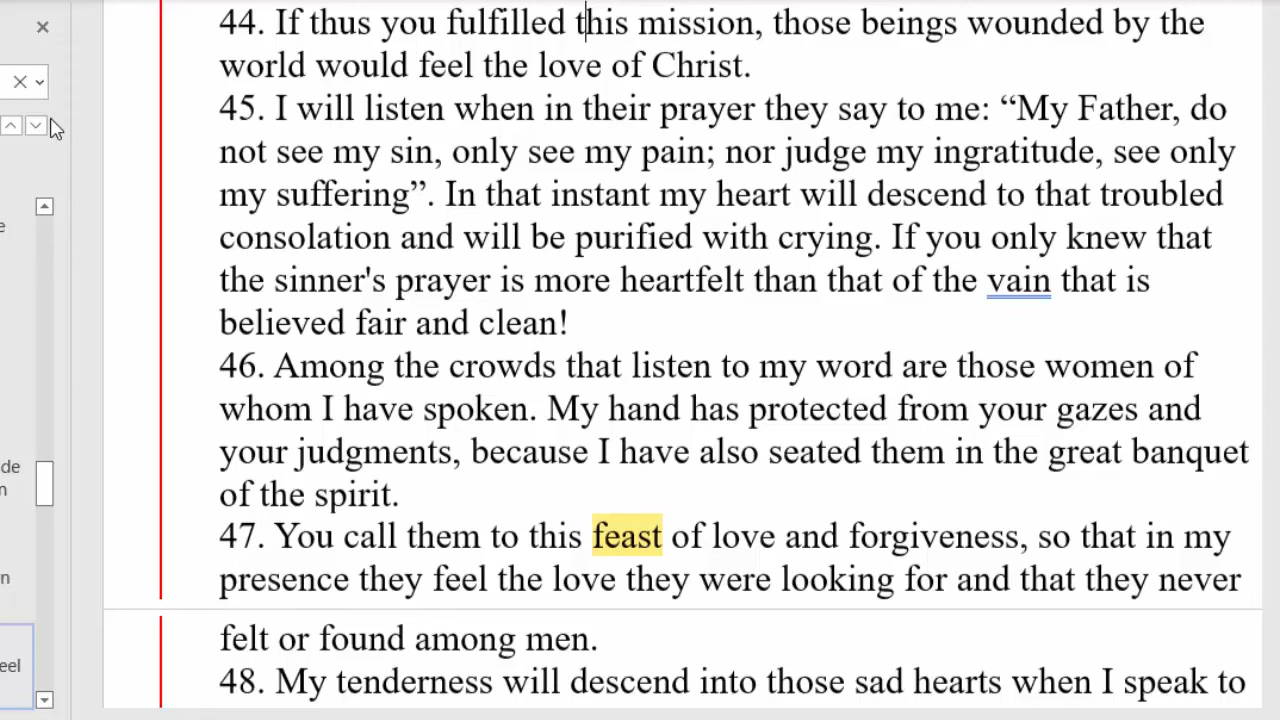 44. If thus you fulfilled this mission, those beings wounded by the
world would feel the love of Christ.
45. I will listen when in their prayer they say to me: “My Father, do
not see my sin, only see my pain; nor judge my ingratitude, see only
my suffering”. In that instant my heart will descend to that troubled
consolation and will be purified with crying. If you only knew that
the sinner's prayer is more heartfelt than that of the vain that is
believed fair and clean!
46. Among the crowds that listen to my word are those women of
whom I have spoken. My hand has protected from your gazes and
your judgments, because I have also seated them in the great banquet
of the spirit.
47. You call them to this feast of love and forgiveness, so that in my
presence they feel the love they were looking for and that they never
felt or found among men.
48. My tenderness will descend into those sad hearts when I speak to